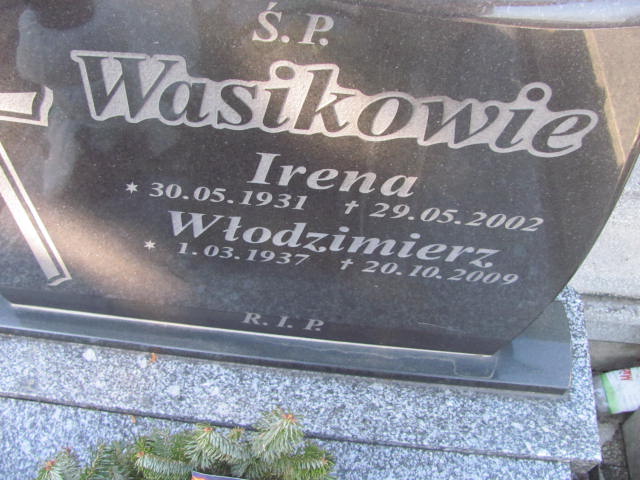 Ś.P.
Wasikowie
Irena
* 30.05.1931 † 29.05.2002
Włodzimierz
* 1.03.1937 † 20.10.2009
R.I.P.